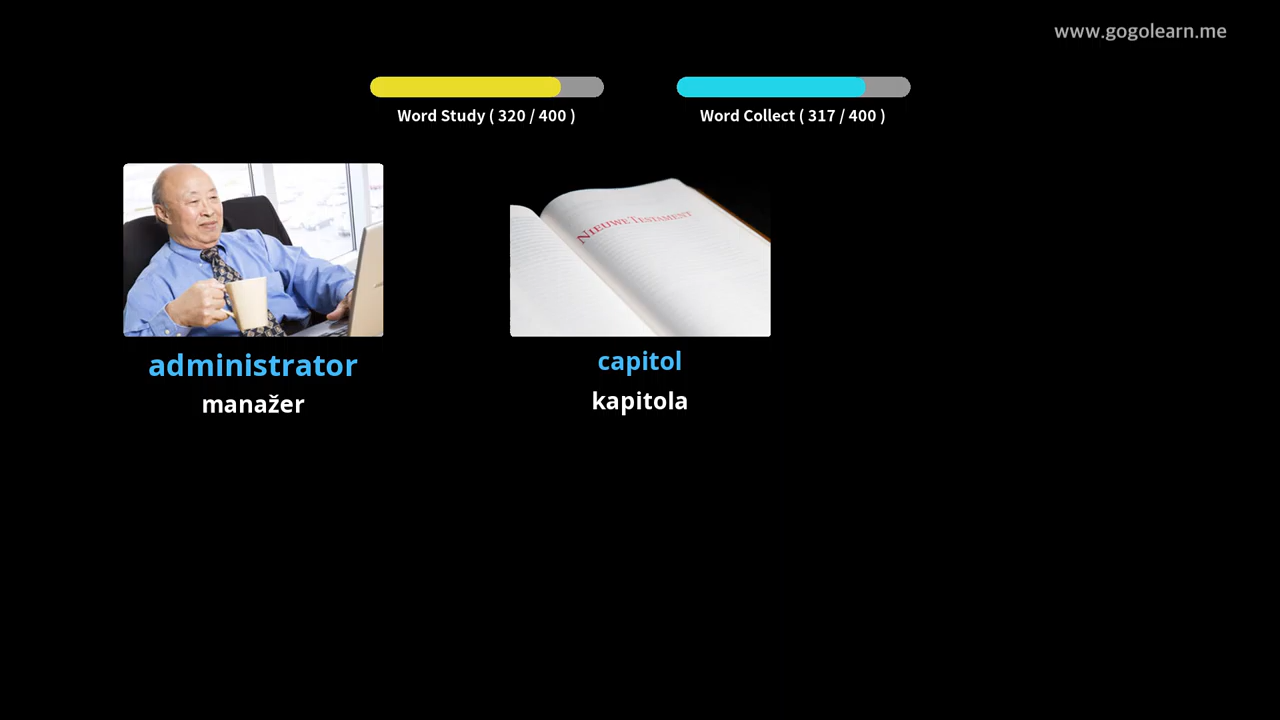 www.gogolearn.me
Word Study ( 320 / 400 )
Word Collect ( 317 / 400 )
NIEUWE TESTAMENT
administrator
manažer
capitol
kapitola